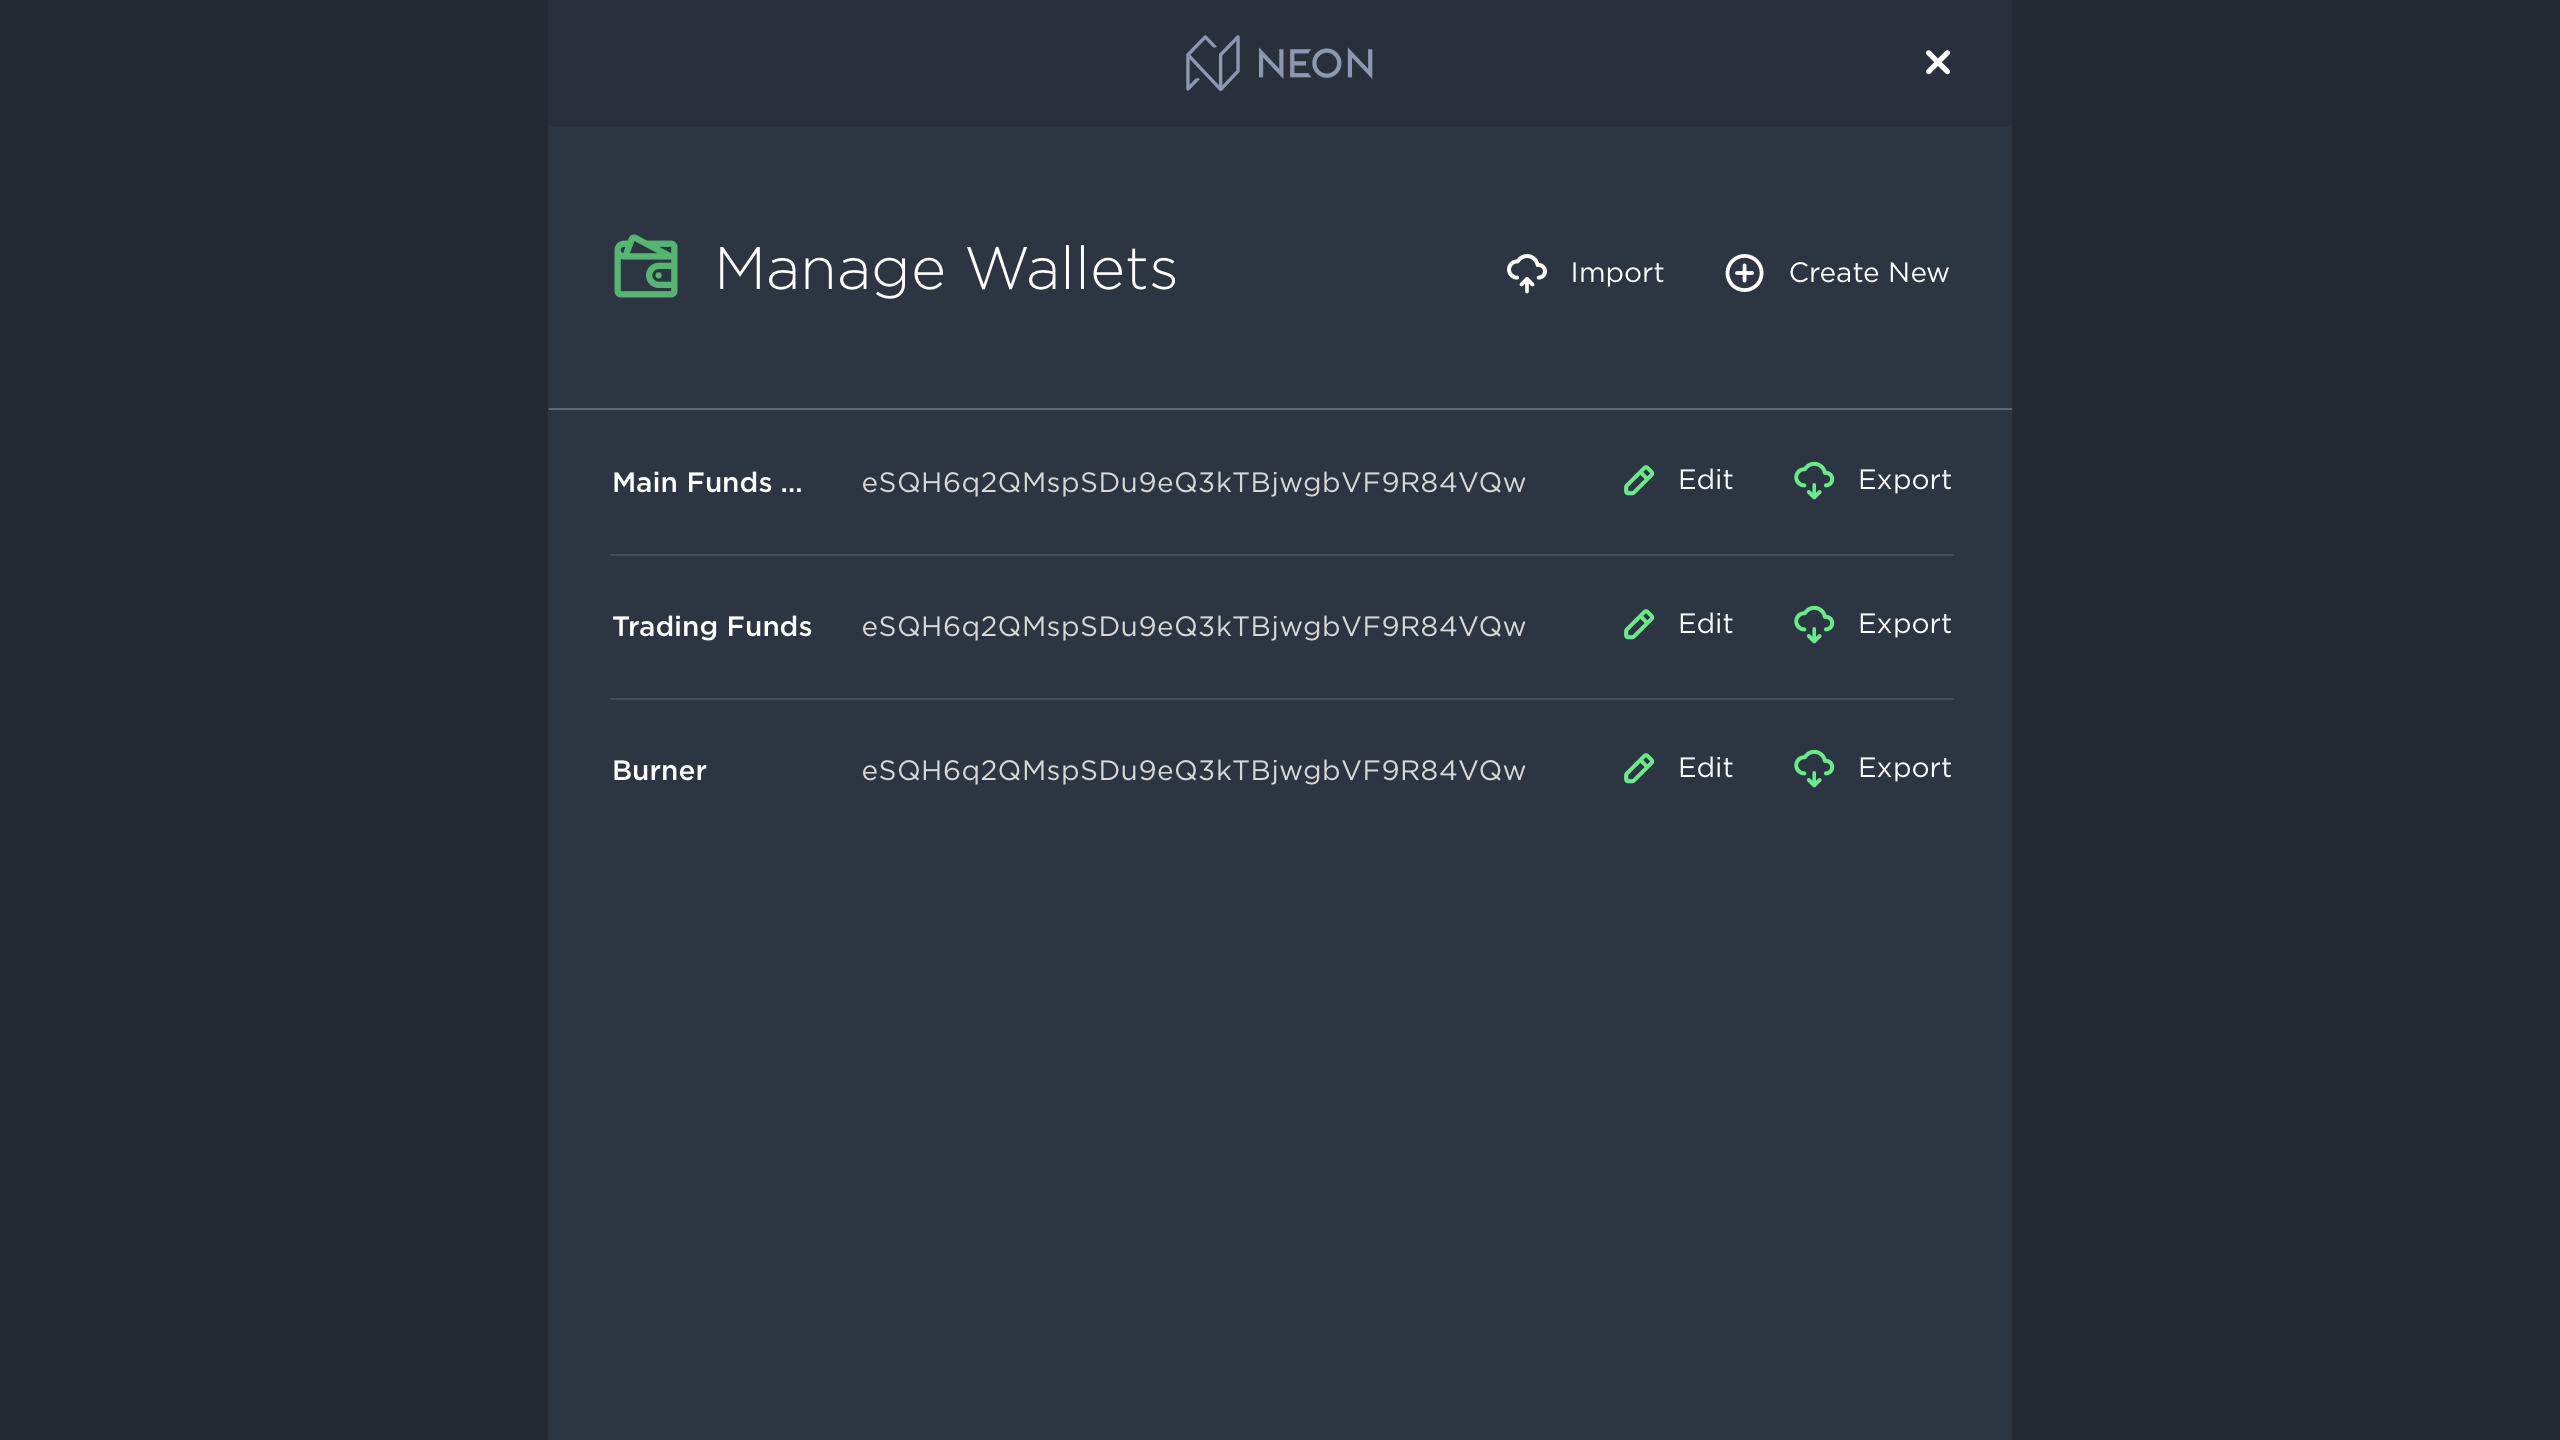 NEON
Manage Wallets
Import
Create New
Main Funds ... eSQH6q2QMspSDu9eQ3kTBjwgbVF9R84VQw Edit Export
Trading Funds eSQH6q2QMspSDu9eQ3kTBjwgbVF9R84VQw Edit Export
Burner eSQH6q2QMspSDu9eQ3kTBjwgbVF9R84VQw Edit Export